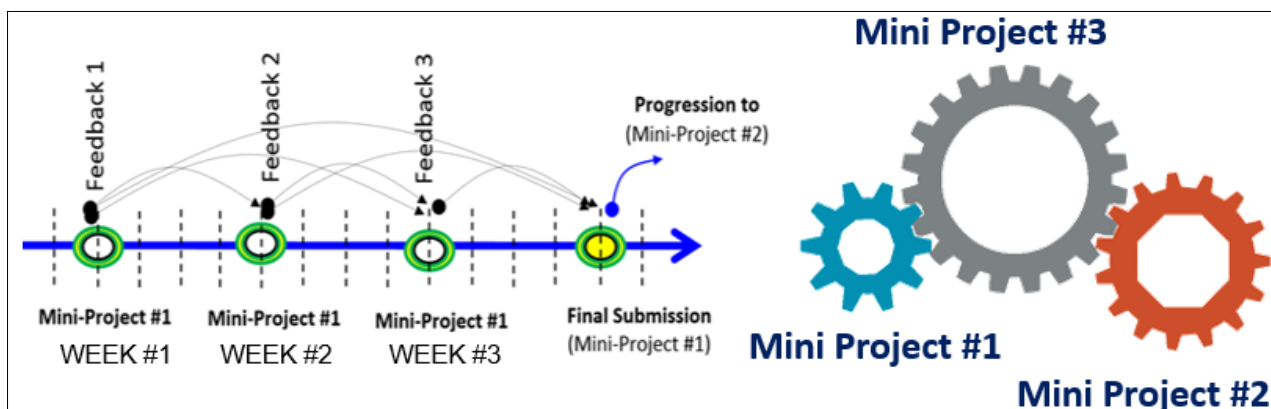 Feedback 1
Feedback 2
Feedback 3
Progression to
(Mini-Project #2)
Mini-Project #1
WEEK #1
Mini-Project #1
WEEK #2
Mini-Project #1
WEEK #3
Final Submission
(Mini-Project #1)
Mini Project #3
Mini Project #1
Mini Project #2